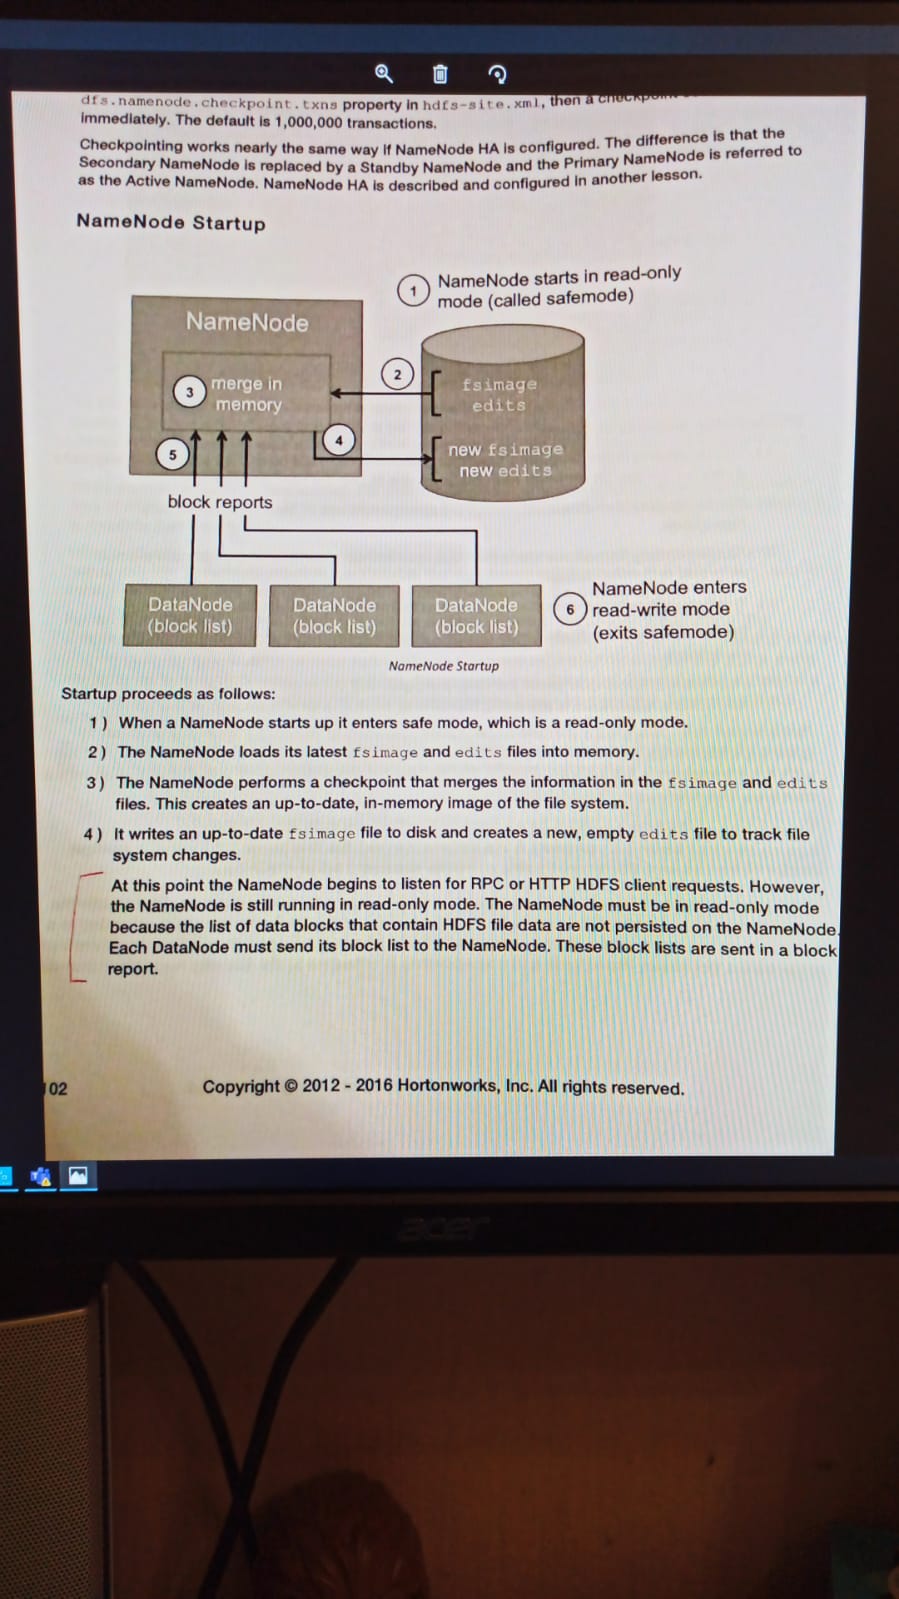 dfs.namenode.checkpoint.txns property in hdfs-site.xml, then a
immediately. The default is 1,000,000 transactions.
Checkpointing works nearly the same way if NameNode HA is configured. The difference is that the
Secondary NameNode is replaced by a Standby NameNode and the Primary NameNode is referred to
as the Active NameNode. NameNode HA is described and configured in another lesson.
NameNode Startup
1 NameNode starts in read-only
mode (called safemode)
NameNode
2
fsimage
edits
3 merge in
memory
4
new fsimage
new edits
5
block reports
DataNode
(block list)
DataNode
(block list)
DataNode
(block list)
6 NameNode enters
read-write mode
(exits safemode)
NameNode Startup
Startup proceeds as follows:
1) When a NameNode starts up it enters safe mode, which is a read-only mode.
2) The NameNode loads its latest fsimage and edits files into memory.
3) The NameNode performs a checkpoint that merges the information in the fsimage and edits
files. This creates an up-to-date, in-memory image of the file system.
4) It writes an up-to-date fsimage file to disk and creates a new, empty edits file to track file
system changes.
At this point the NameNode begins to listen for RPC or HTTP HDFS client requests. However,
the NameNode is still running in read-only mode. The NameNode must be in read-only mode
because the list of data blocks that contain HDFS file data are not persisted on the NameNode.
Each DataNode must send its block list to the NameNode. These block lists are sent in a block
report.
02
Copyright © 2012 - 2016 Hortonworks, Inc. All rights reserved.
acer